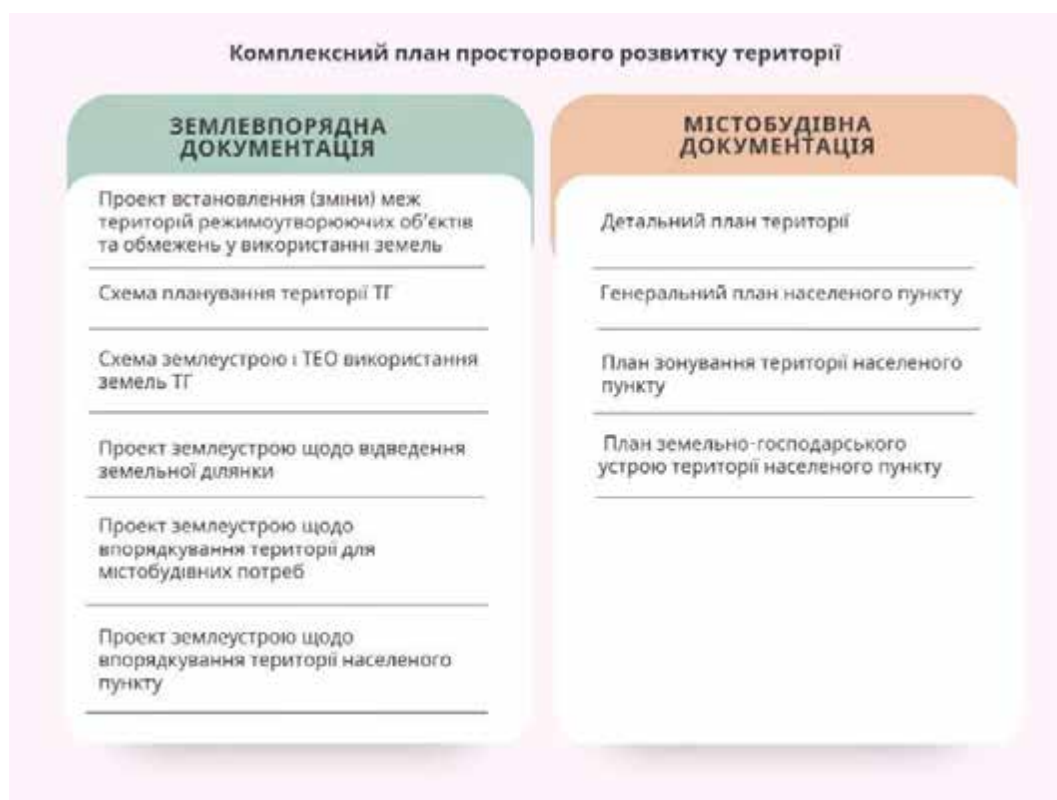 Комплексний план просторового розвитку території
ЗЕМЛЕВПОРЯДНА
ДОКУМЕНТАЦІЯ
Проект встановлення (зміни) меж
територій режимоутворюючих об'єктів
та обмежень у використанні земель
Схема планування території ТГ
Схема землеустрою і ТЕО використання
земель ТГ
Проект землеустрою щодо відведення
земельної ділянки
Проект землеустрою щодо
впорядкування території для
містобудівних потреб
Проект землеустрою щодо
впорядкування території населеного
пункту
МІСТОБУДІВНА
ДОКУМЕНТАЦІЯ
Детальний план території
Генеральний план населеного пункту
План зонування території населеного
пункту
План земельно-господарського
устрою території населеного пункту